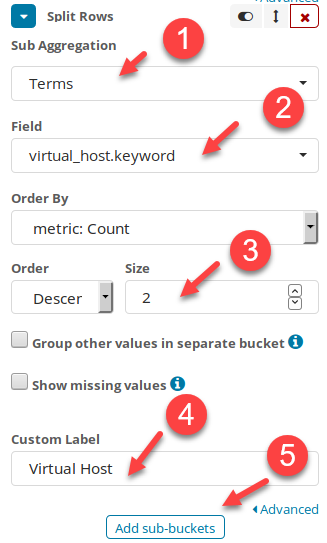 Advanced
Split Rows
Sub Aggregation
1
Terms
2
Field
virtual_host.keyword
Order By
metric: Count
3
Order Size
Descer 2
Group other values in separate bucket
Show missing values
4
Custom Label
Virtual Host
5
Advanced
Add sub-buckets